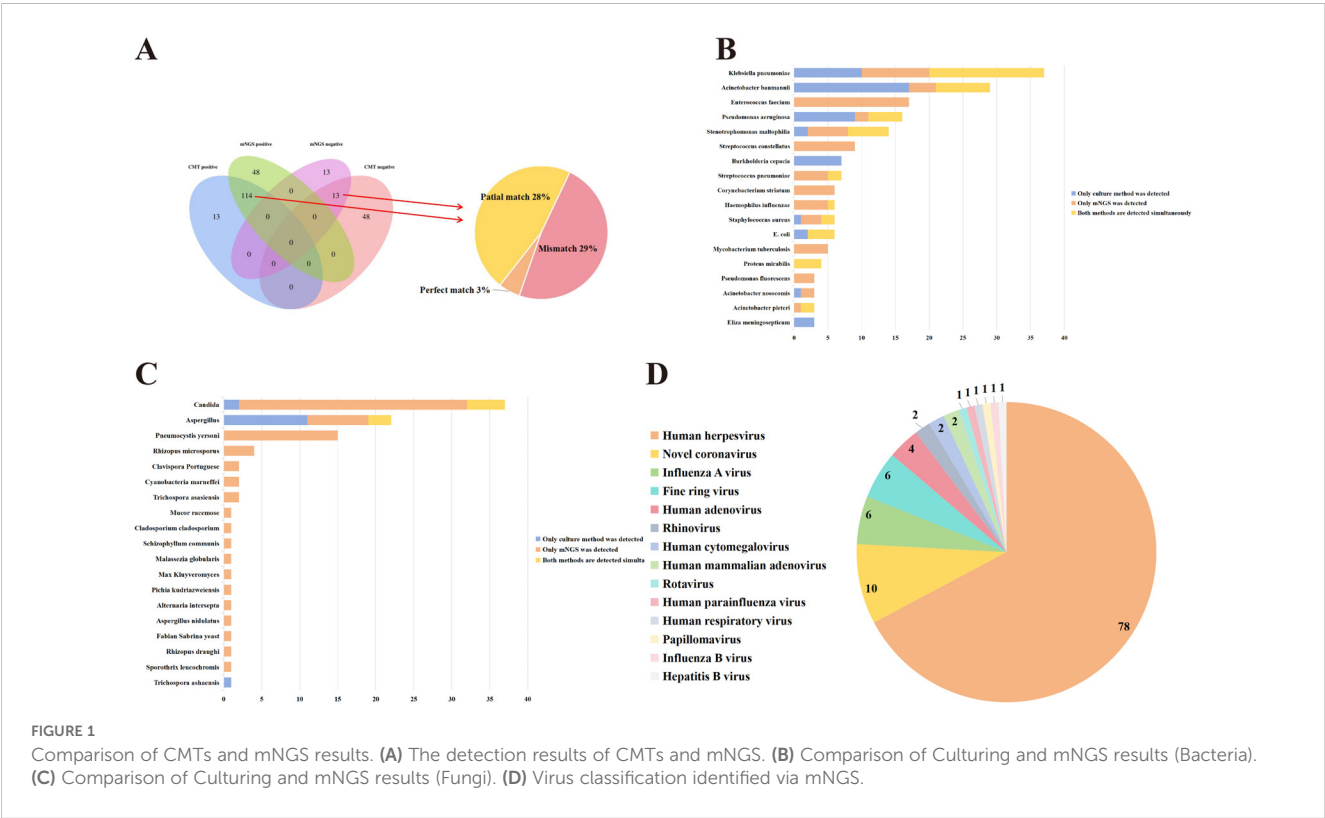 A
mNGS positive
mNGS negative
CMT positive
CMT negative
48
13
0
114
13
13
0
0
48
0
0
0
0
0
0
Patial match 28%
Mismatch 29%
Perfect match 3%
B
Klebsiella pneumoniae
Acinetobacter baumannii
Enterococcus faecium
Pseudomonas aeruginosa
Stenotrophomonas maltophilia
Streptococcus constellatus
Burkholderia cepacia
Streptococcus pneumoniae
Corynebacterium striatum
Haemophilus influenzae
Staphylococcus aureus
E. coli
Mycobacterium tuberculosis
Proteus mirabilis
Pseudomonas fluorescens
Acinetobacter nosocomis
Acinetobacter pieteri
Eliza meningosepticum
0 5 10 15 20 25 30 35 40
Only culture method was detected
Only mNGS was detected
Both methods are detected simultaneously
C
Candida
Aspergillus
Pneumocystis yersoni
Rhizopus microsporus
Clavispora Portuguese
Cyanobacteria marneffei
Trichospora asasiensis
Mucor racemose
Cladosporium cladosporium
Schizophyllum communis
Malassezia globularis
Max Kluyveromyces
Pichia kudriazweiensis
Alternaria intersepta
Aspergillus nidulatus
Fabian Sabrina yeast
Rhizopus draughi
Sporothrix leucochromis
Trichospora ashaensis
0 5 10 15 20 25 30 35 40
Only culture method was detected
Only mNGS was detected
Both methods are detected simulta
D
Human herpesvirus
Novel coronavirus
Influenza A virus
Fine ring virus
Human adenovirus
Rhinovirus
Human cytomegalovirus
Human mammalian adenovirus
Rotavirus
Human parainfluenza virus
Human respiratory virus
Papillomavirus
Influenza B virus
Hepatitis B virus
1 1 1 1 1 1
2
2
2
4
6
6
10
78
FIGURE 1
Comparison of CMTs and mNGS results. (A) The detection results of CMTs and mNGS. (B) Comparison of Culturing and mNGS results (Bacteria).
(C) Comparison of Culturing and mNGS results (Fungi). (D) Virus classification identified via mNGS.